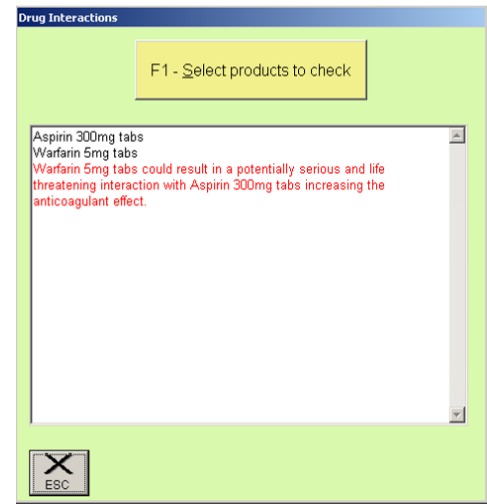 Drug Interactions
F1 - Select products to check
Aspirin 300mg tabs
Warfarin 5mg tabs
Warfarin 5mg tabs could result in a potentially serious and life
threatening interaction with Aspirin 300mg tabs increasing the
anticoagulant effect.
ESC